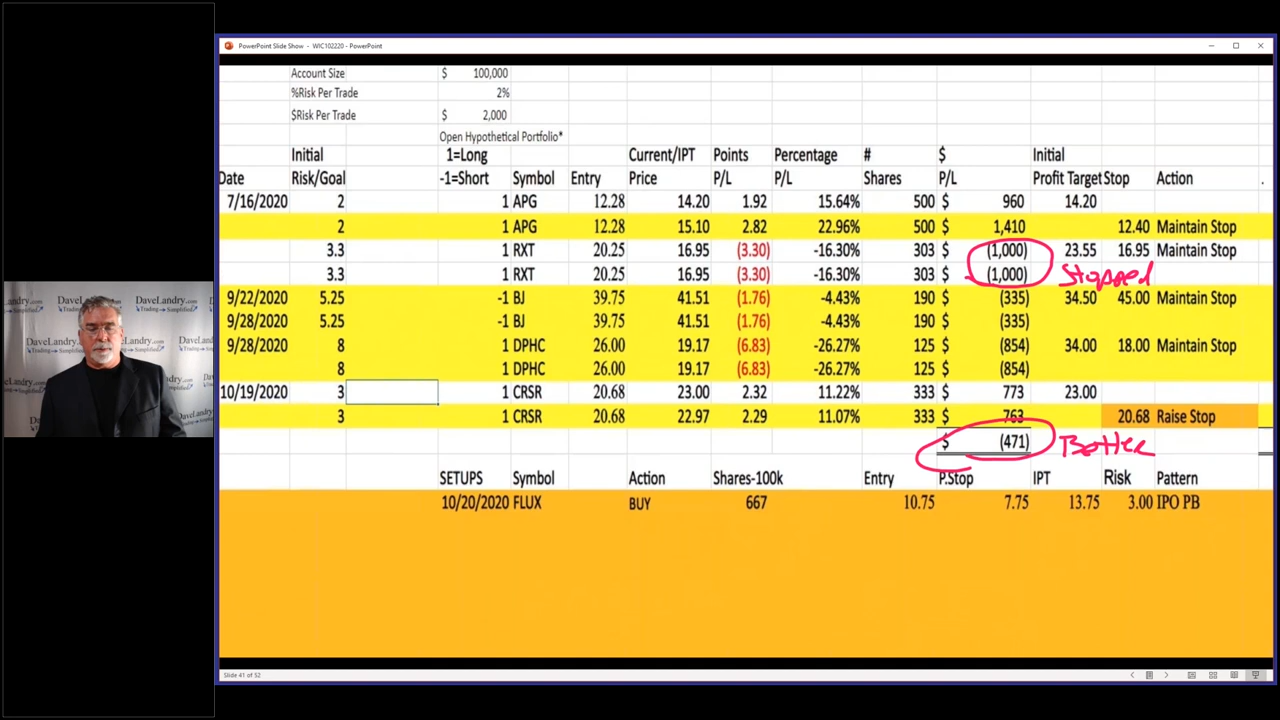 PowerPoint Slide Show - WIC102220 - PowerPoint
Account Size $ 100,000
%Risk Per Trade 2%
$Risk Per Trade $ 2,000
Open Hypothetical Portfolio*
Initial 1=Long Current/IPT Points Percentage # $ Initial
Date Risk/Goal -1=Short Symbol Entry Price P/L P/L Shares P/L Profit Target Stop Action
7/16/2020 2 1 APG 12.28 14.20 1.92 15.64% 500 $ 960 14.20
2 1 APG 12.28 15.10 2.82 22.96% 500 $ 1,410 12.40 Maintain Stop
3.3 1 RXT 20.25 16.95 (3.30) -16.30% 303 $ (1,000) 23.55 16.95 Maintain Stop
3.3 1 RXT 20.25 16.95 (3.30) -16.30% 303 $ (1,000) Stopped
9/22/2020 5.25 -1 BJ 39.75 41.51 (1.76) -4.43% 190 $ (335) 34.50 45.00 Maintain Stop
9/28/2020 5.25 -1 BJ 39.75 41.51 (1.76) -4.43% 190 $ (335)
9/28/2020 8 1 DPHC 26.00 19.17 (6.83) -26.27% 125 $ (854) 34.00 18.00 Maintain Stop
8 1 DPHC 26.00 19.17 (6.83) -26.27% 125 $ (854)
10/19/2020 3 1 CRSR 20.68 23.00 2.32 11.22% 333 $ 773 23.00
3 1 CRSR 20.68 22.97 2.29 11.07% 333 $ 763 20.68 Raise Stop
$ (471) Better
SETUPS Symbol Action Shares-100k Entry P.Stop IPT Risk Pattern
10/20/2020 FLUX BUY 667 10.75 7.75 13.75 3.00 IPO PB
Slide 41 of 52
DaveLandry.com
Trading Simplified